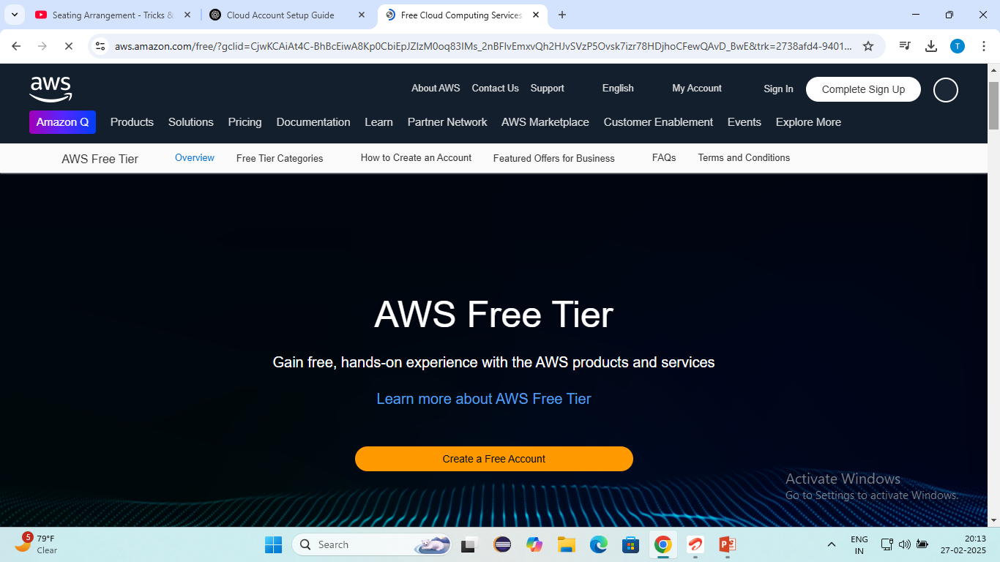 Seating Arrangement - Tricks &
Cloud Account Setup Guide
Free Cloud Computing Services
aws.amazon.com/free/?gclid=CjwKCAiAt4C-BhBcEiwA8Kp0CbiEpJZIzM0oq83IMs_2nBFlvEmxvQh2HJvSVzP5Ovsk7izr78HDjhoCFewQAvD_BwE&trk=2738afd4-9401...
T
aws
About AWS Contact Us Support English My Account Sign In Complete Sign Up
Amazon Q Products Solutions Pricing Documentation Learn Partner Network AWS Marketplace Customer Enablement Events Explore More
AWS Free Tier Overview Free Tier Categories How to Create an Account Featured Offers for Business FAQs Terms and Conditions
AWS Free Tier
Gain free, hands-on experience with the AWS products and services
Learn more about AWS Free Tier
Create a Free Account
Activate Windows
Go to Settings to activate Windows.
5
79°F
Clear
Search
ENG
IN
20:13
27-02-2025